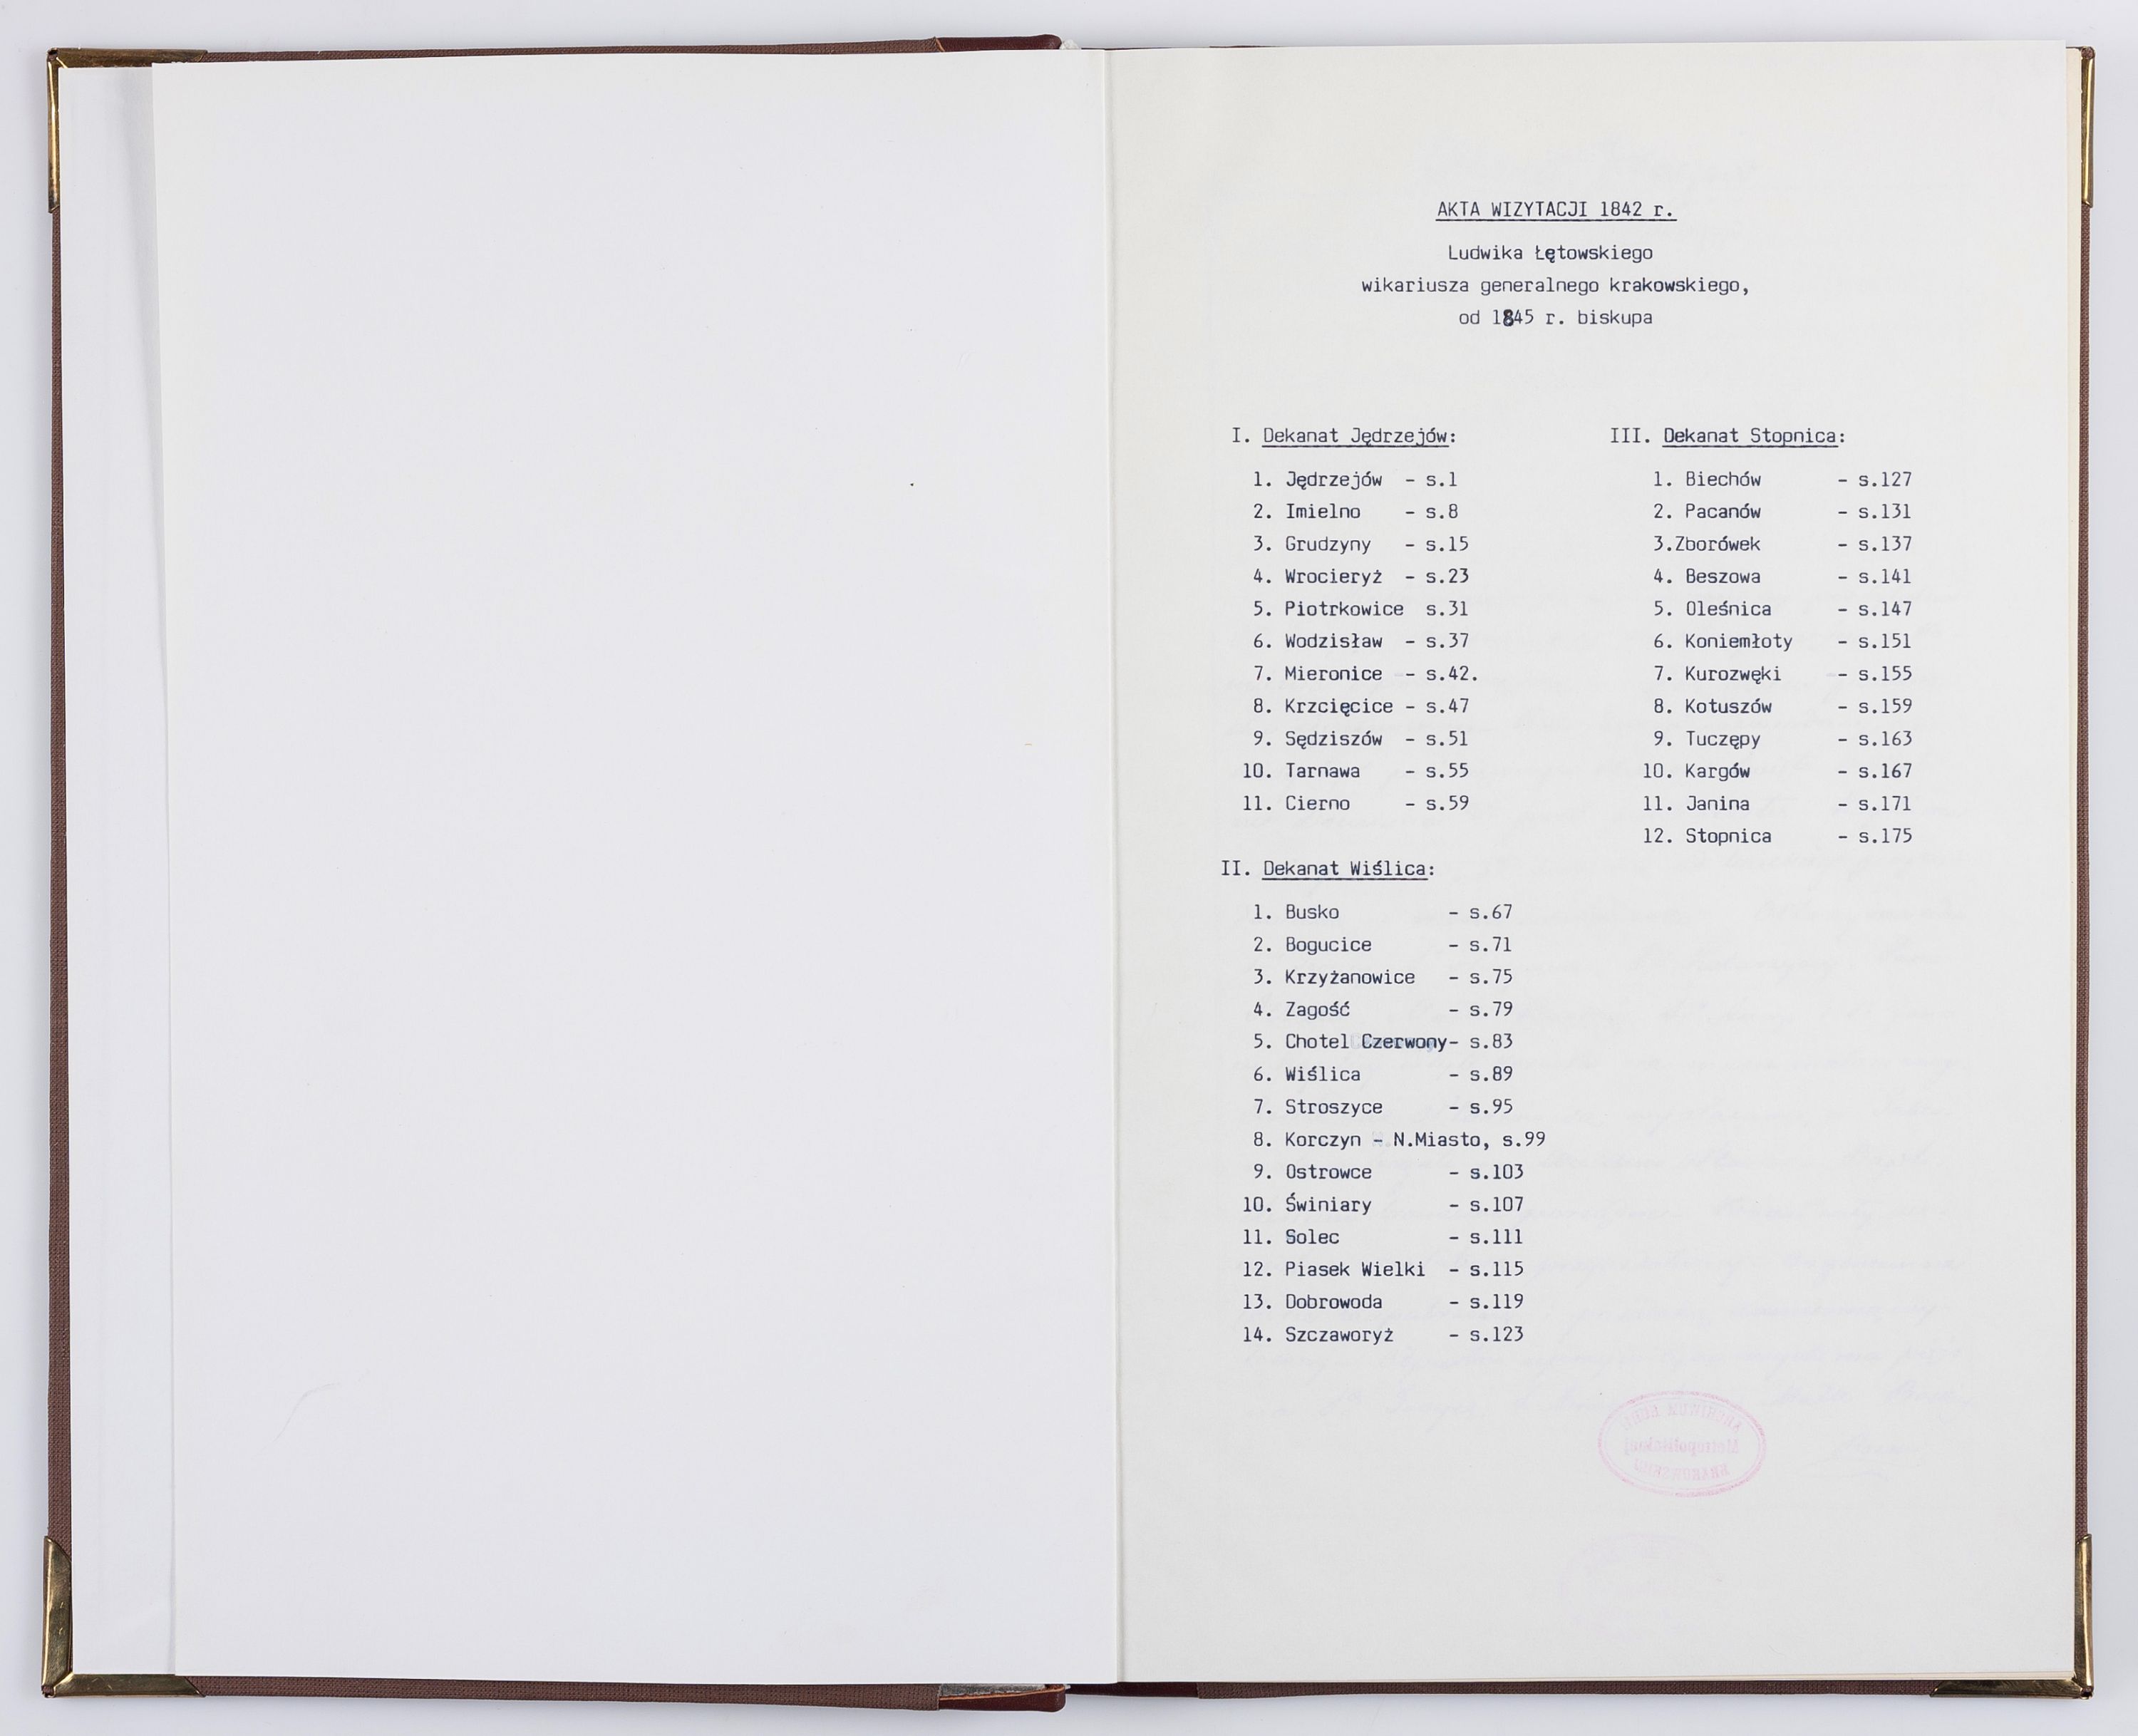 AKTA WIZYTACJI 1842 r.
Ludwika Łętowskiego
wikariusza generalnego krakowskiego,
od 1845 r. biskupa
I. Dekanat Jędrzejów:
1. Jędrzejów - s.1
2. Imielno - s.8
3. Grudzyny - s.15
4. Wrocieryż - s.23
5. Piotrkowice s.31
6. Wodzisław - s.37
7. Mieronice - s.42.
8. Krzcięcice - s.47
9. Sędziszów - s.51
10. Tarnawa - s.55
11. Cierno - s.59
II. Dekanat Wiślica:
1. Busko - s.67
2. Bogucice - s.71
3. Krzyżanowice - s.75
4. Zagość - s.79
5. Chotel Czerwony- s.83
6. Wiślica - s.89
7. Stroszyce - s.95
8. Korczyn - N.Miasto, s.99
9. Ostrowce - s.103
10. Świniary - s.107
11. Solec - s.111
12. Piasek Wielki - s.115
13. Dobrowoda - s.119
14. Szczaworyż - s.123
III. Dekanat Stopnica:
1. Biechów - s.127
2. Pacanów - s.131
3.Zborówek - s.137
4. Beszowa - s.141
5. Oleśnica - s.147
6. Koniemłoty - s.151
7. Kurozwęki - s.155
8. Kotuszów - s.159
9. Tuczępy - s.163
10. Kargów - s.167
11. Janina - s.171
12. Stopnica - s.175